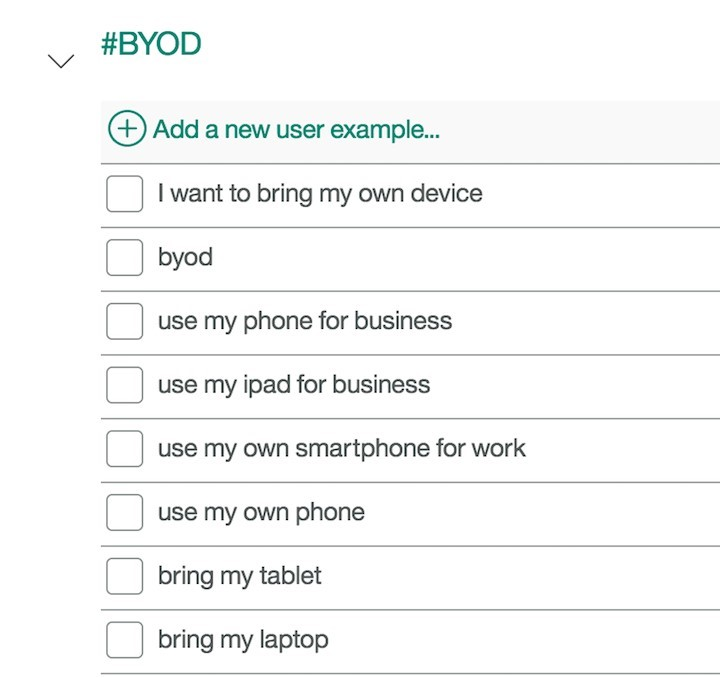 #BYOD
Add a new user example...
I want to bring my own device
byod
use my phone for business
use my ipad for business
use my own smartphone for work
use my own phone
bring my tablet
bring my laptop